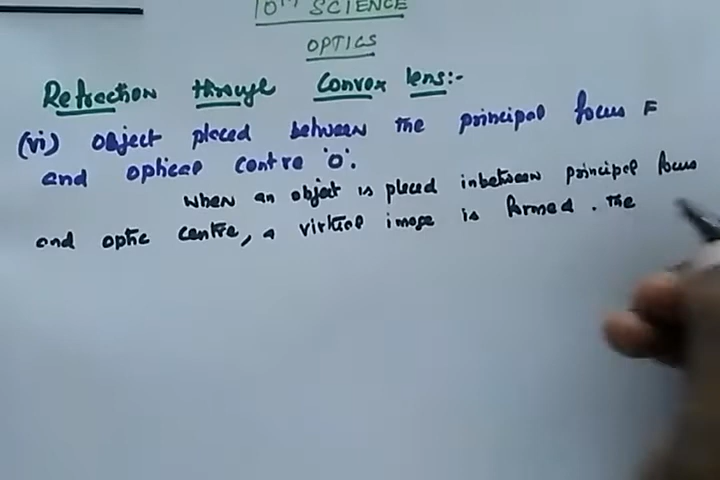 10th SCIENCE
OPTICS
Refraction through Convex lens:-
(vi) Object placed between the principal focus F
and optical centre 'O'.
When an object is placed inbetween principal focus
and optic centre, a virtual image is formed. The